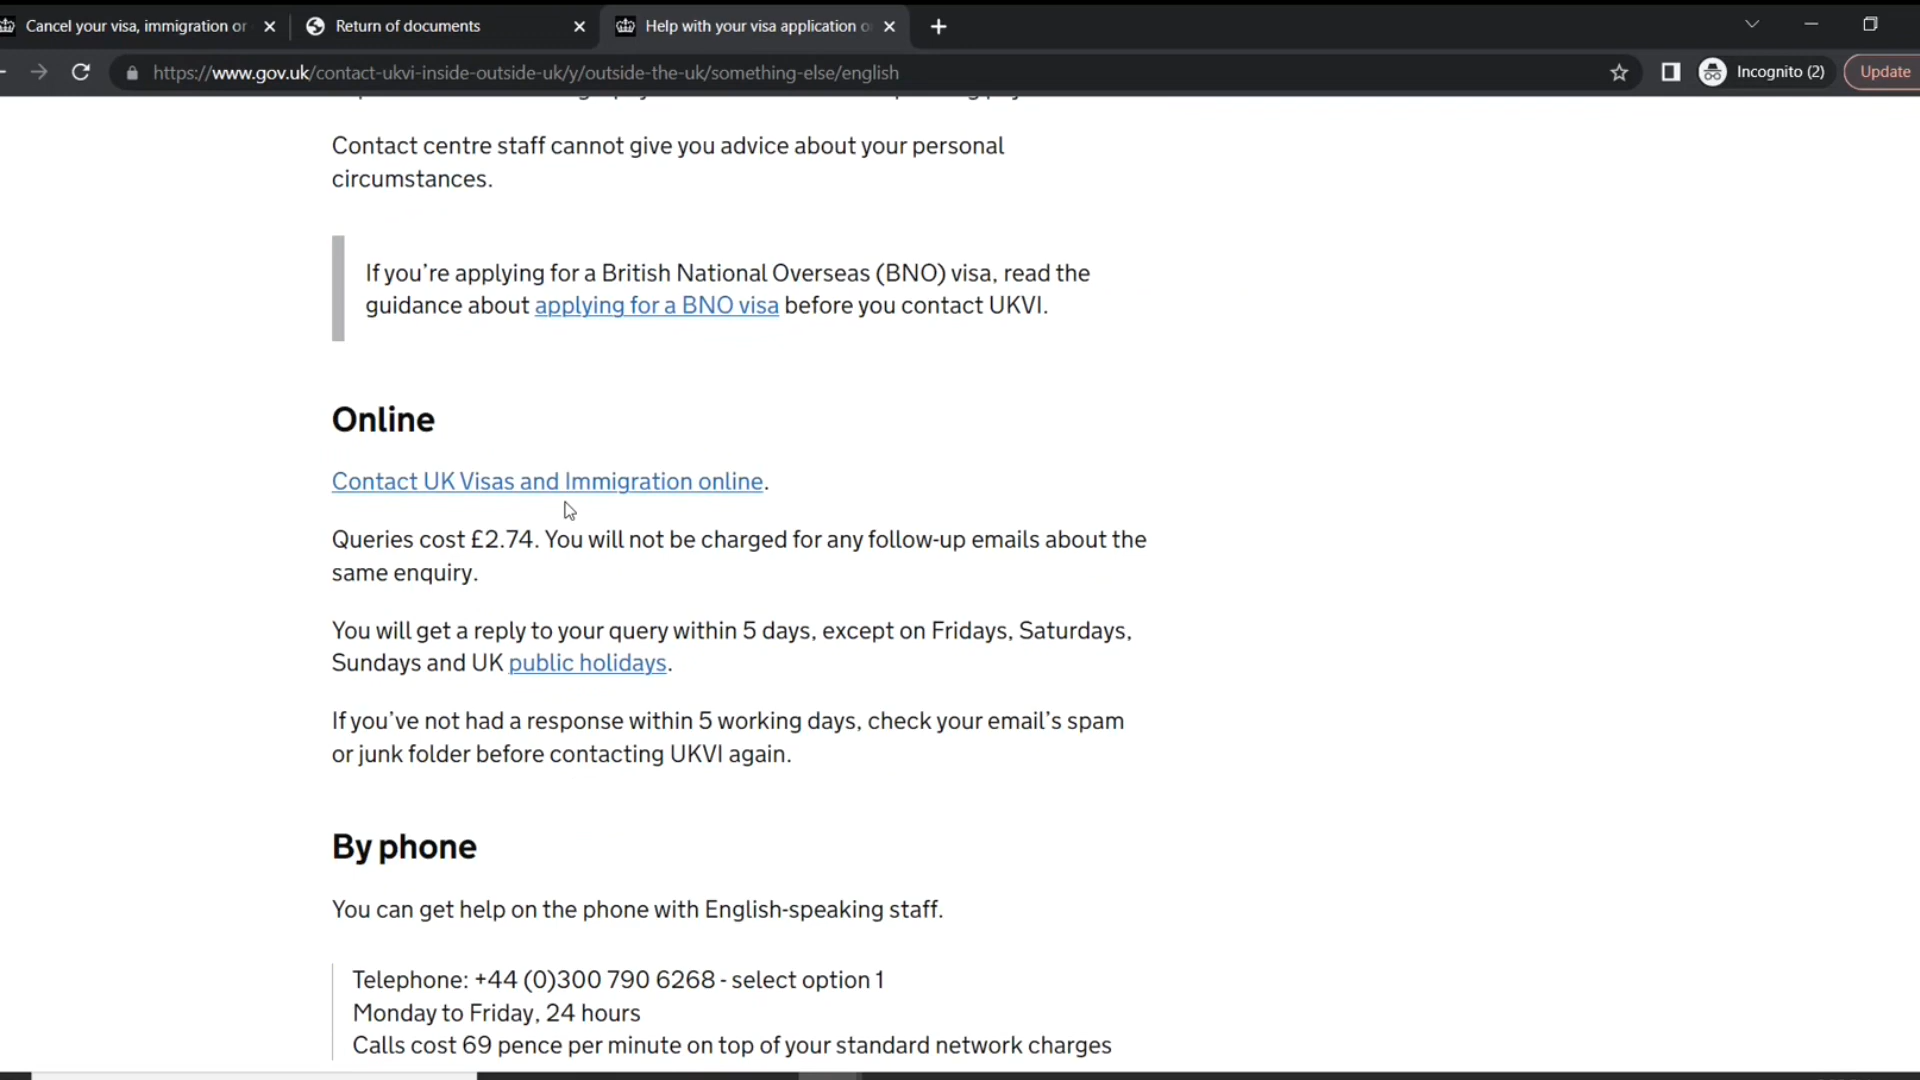 Cancel your visa, immigration or
Return of documents
Help with your visa application o
https://www.gov.uk/contact-ukvi-inside-outside-uk/y/outside-the-uk/something-else/english
Incognito (2)
Update
Contact centre staff cannot give you advice about your personal
circumstances.
If you’re applying for a British National Overseas (BNO) visa, read the
guidance about applying for a BNO visa before you contact UKVI.
Online
Contact UK Visas and Immigration online.
Queries cost £2.74. You will not be charged for any follow-up emails about the
same enquiry.
You will get a reply to your query within 5 days, except on Fridays, Saturdays,
Sundays and UK public holidays.
If you’ve not had a response within 5 working days, check your email’s spam
or junk folder before contacting UKVI again.
By phone
You can get help on the phone with English-speaking staff.
Telephone: +44 (0)300 790 6268 - select option 1
Monday to Friday, 24 hours
Calls cost 69 pence per minute on top of your standard network charges